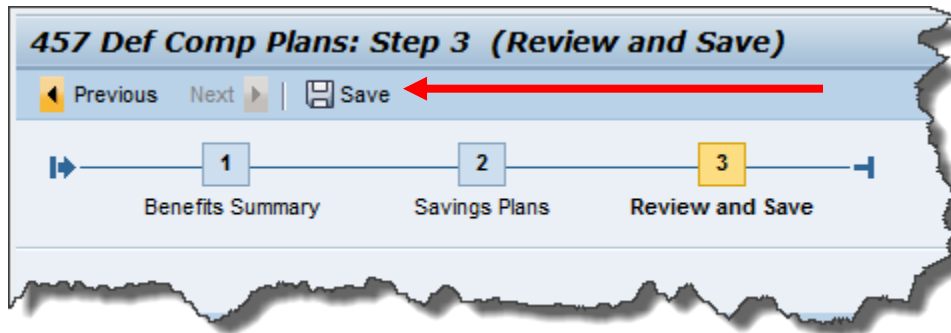 457 Def Comp Plans: Step 3 (Review and Save)
Previous Next Save
1 2 3
Benefits Summary Savings Plans Review and Save